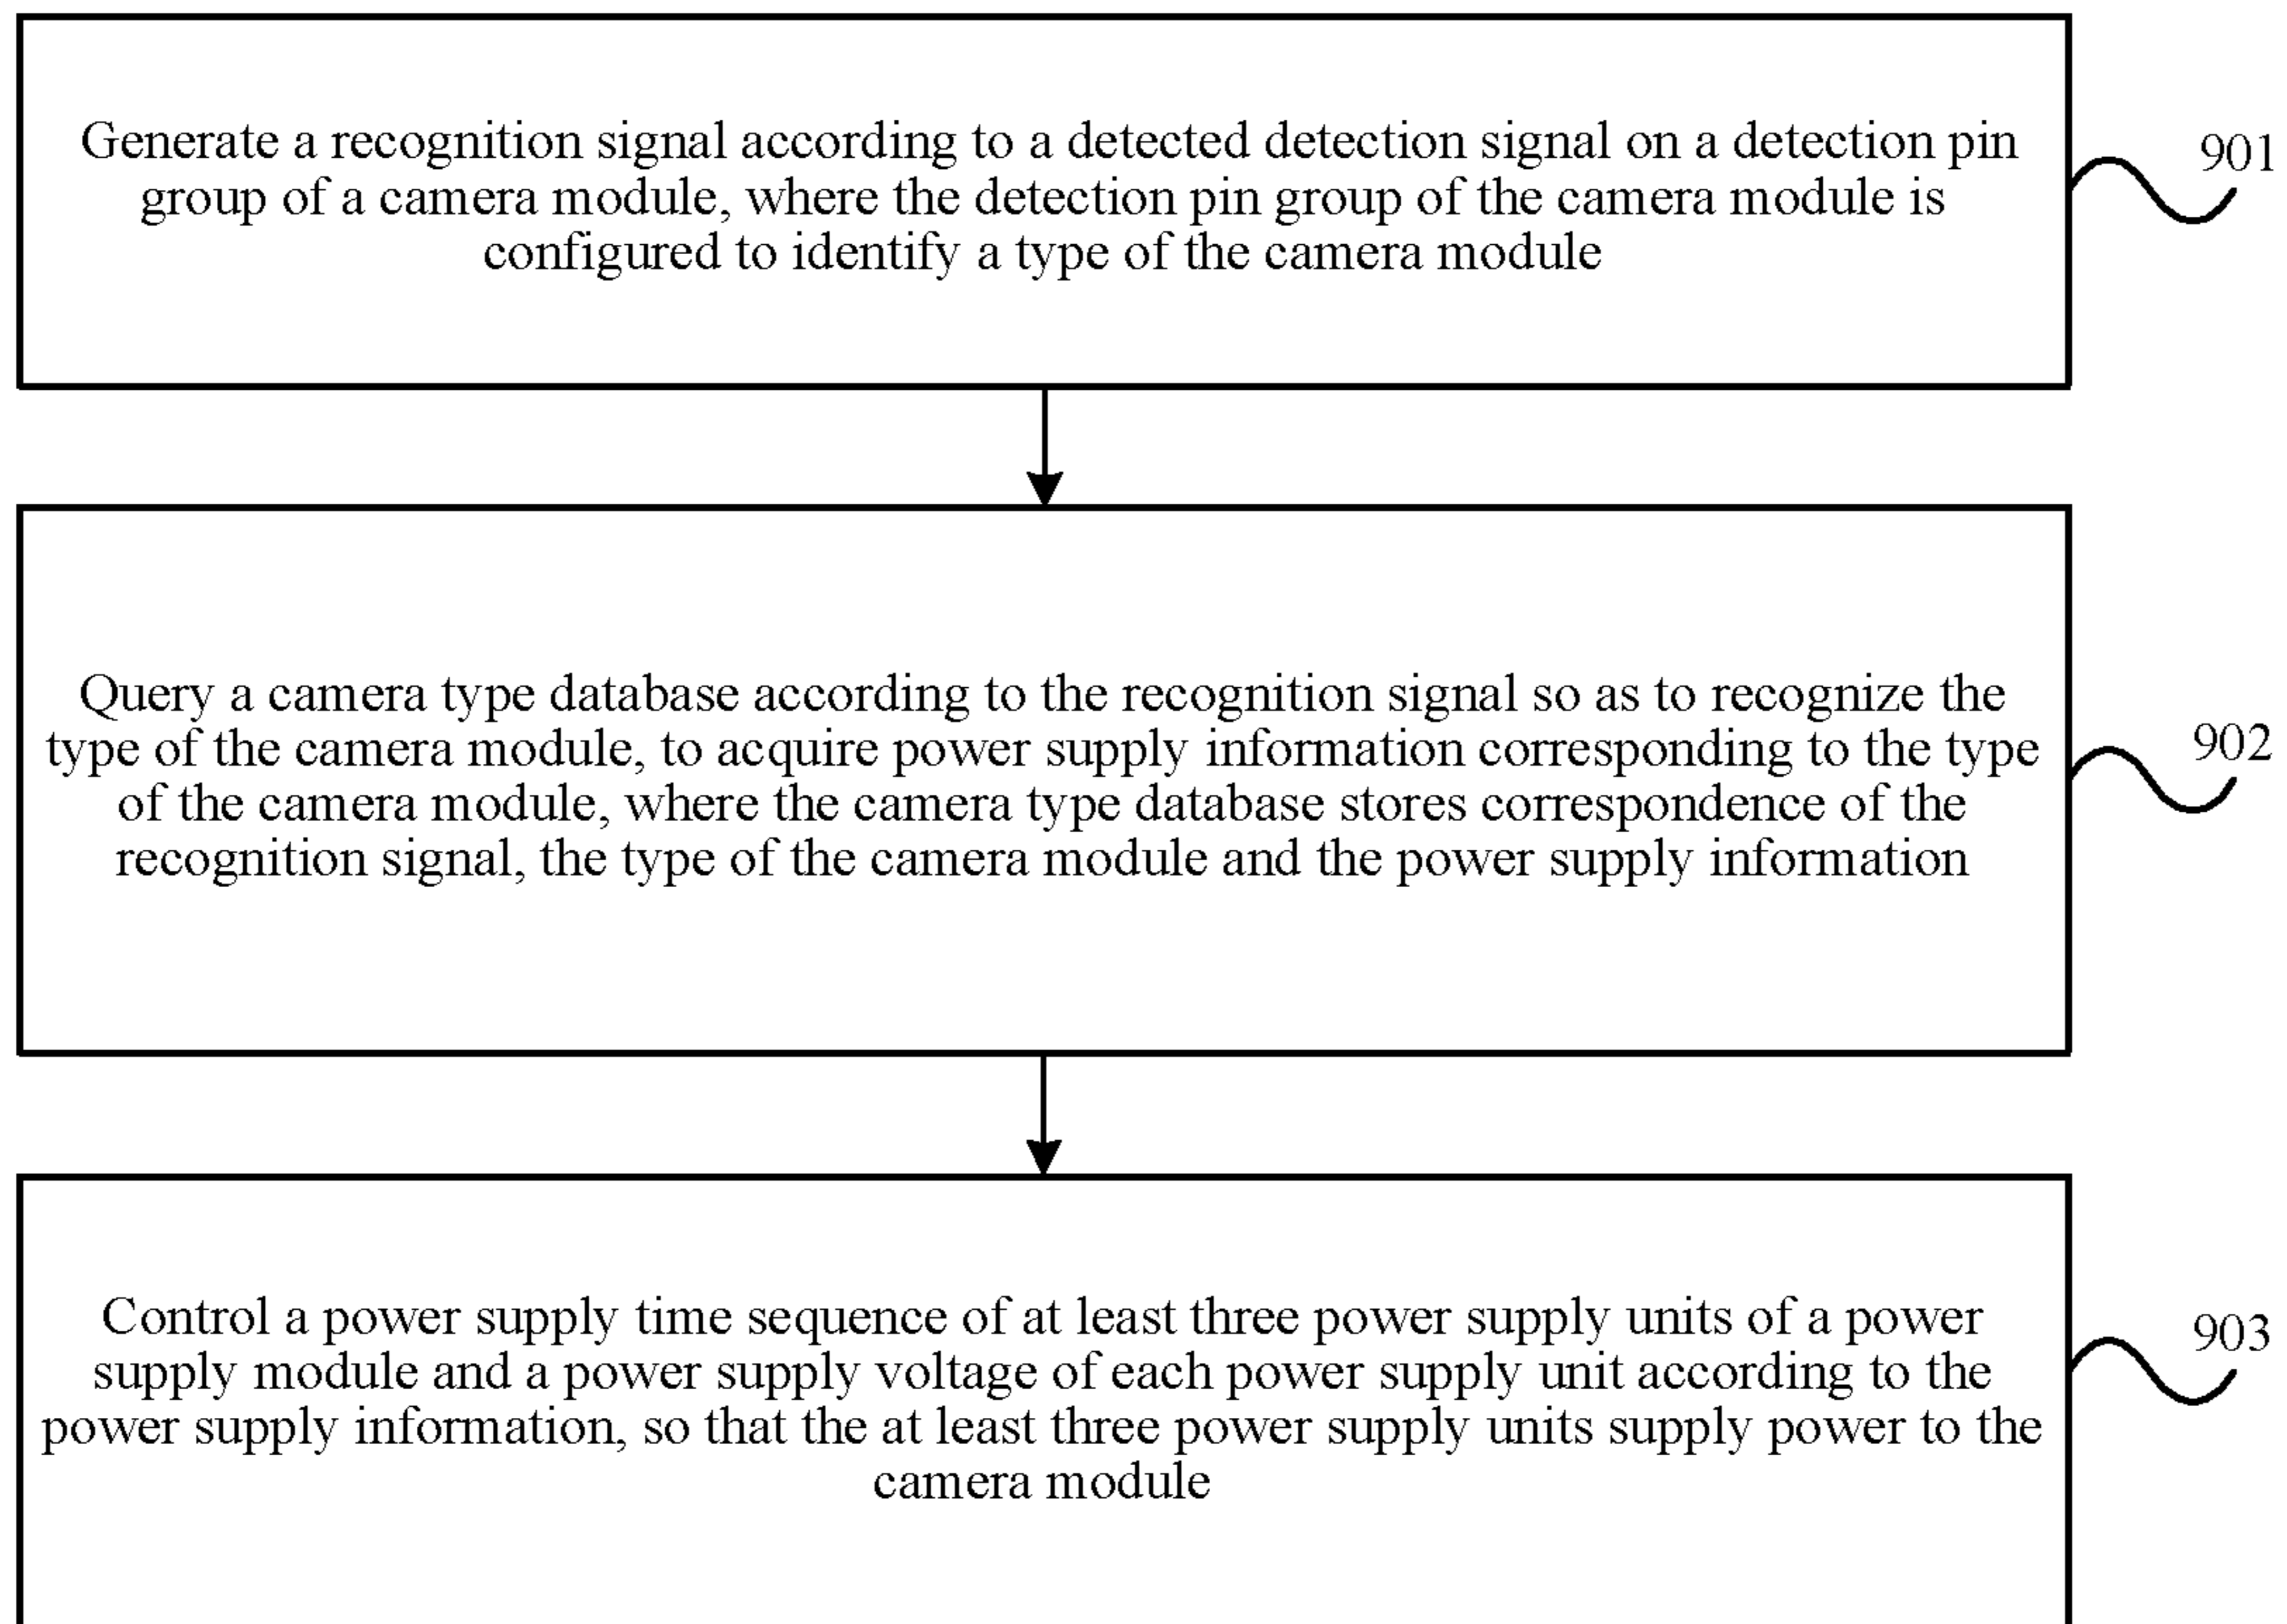 Generate a recognition signal according to a detected detection signal on a detection pin
group of a camera module, where the detection pin group of the camera module is
configured to identify a type of the camera module
901
Query a camera type database according to the recognition signal so as to recognize the
type of the camera module, to acquire power supply information corresponding to the type
of the camera module, where the camera type database stores correspondence of the
recognition signal, the type of the camera module and the power supply information
902
Control a power supply time sequence of at least three power supply units of a power
supply module and a power supply voltage of each power supply unit according to the
power supply information, so that the at least three power supply units supply power to the
camera module
903